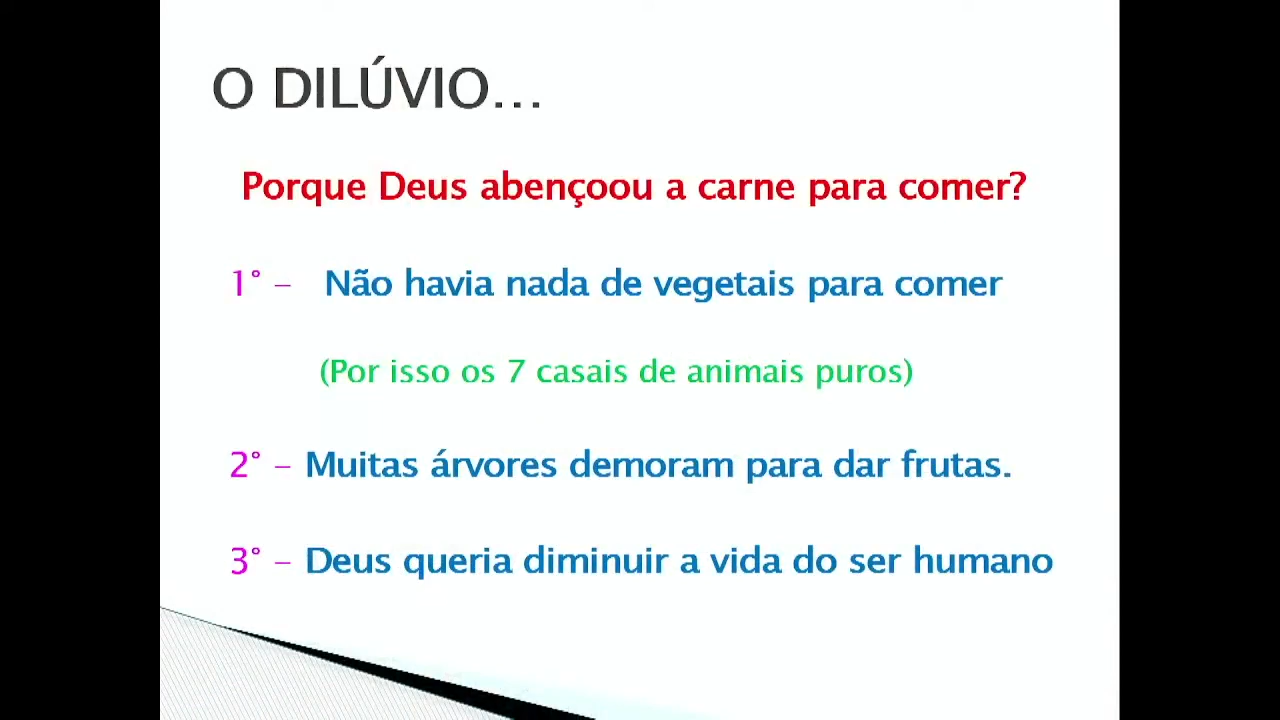 O DILÚVIO...
Porque Deus abençoou a carne para comer?
1° – Não havia nada de vegetais para comer
(Por isso os 7 casais de animais puros)
2° – Muitas árvores demoram para dar frutas.
3° – Deus queria diminuir a vida do ser humano